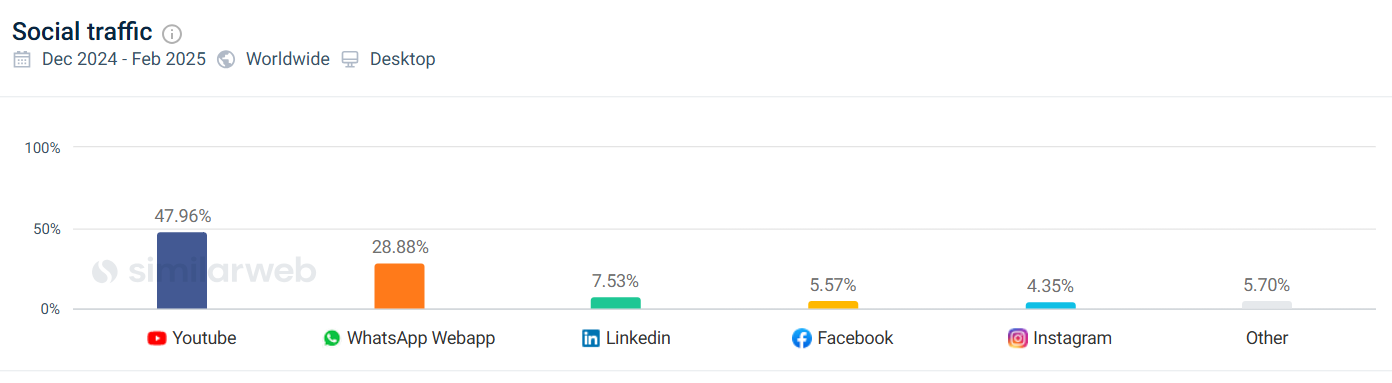 Social traffic
Dec 2024 - Feb 2025 Worldwide Desktop
100%
47.96%
50%
28.88%
similarweb
7.53%
5.57%
4.35%
5.70%
0%
Youtube WhatsApp Webapp Linkedin Facebook Instagram Other